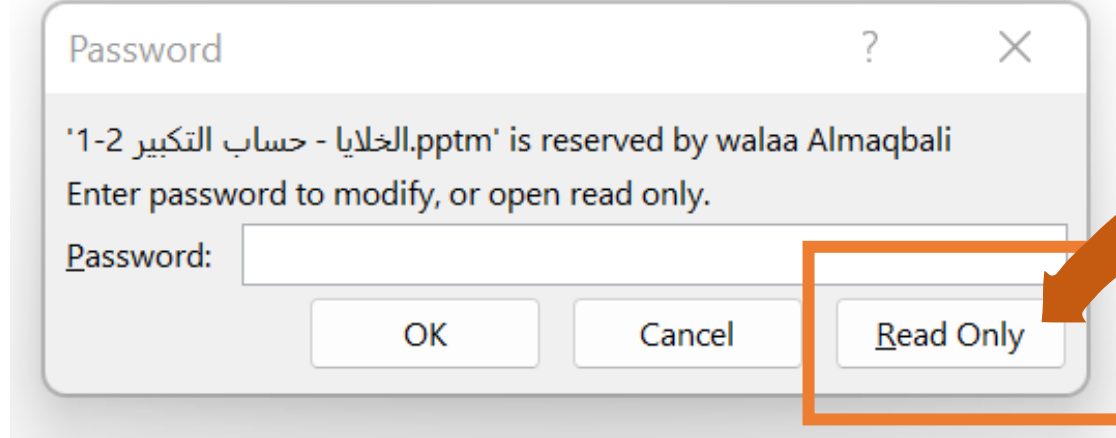 Password
'1-2 الخلايا - حساب التكبير.pptm' is reserved by walaa Almaqbali
Enter password to modify, or open read only.
Password:
OK
Cancel
Read Only